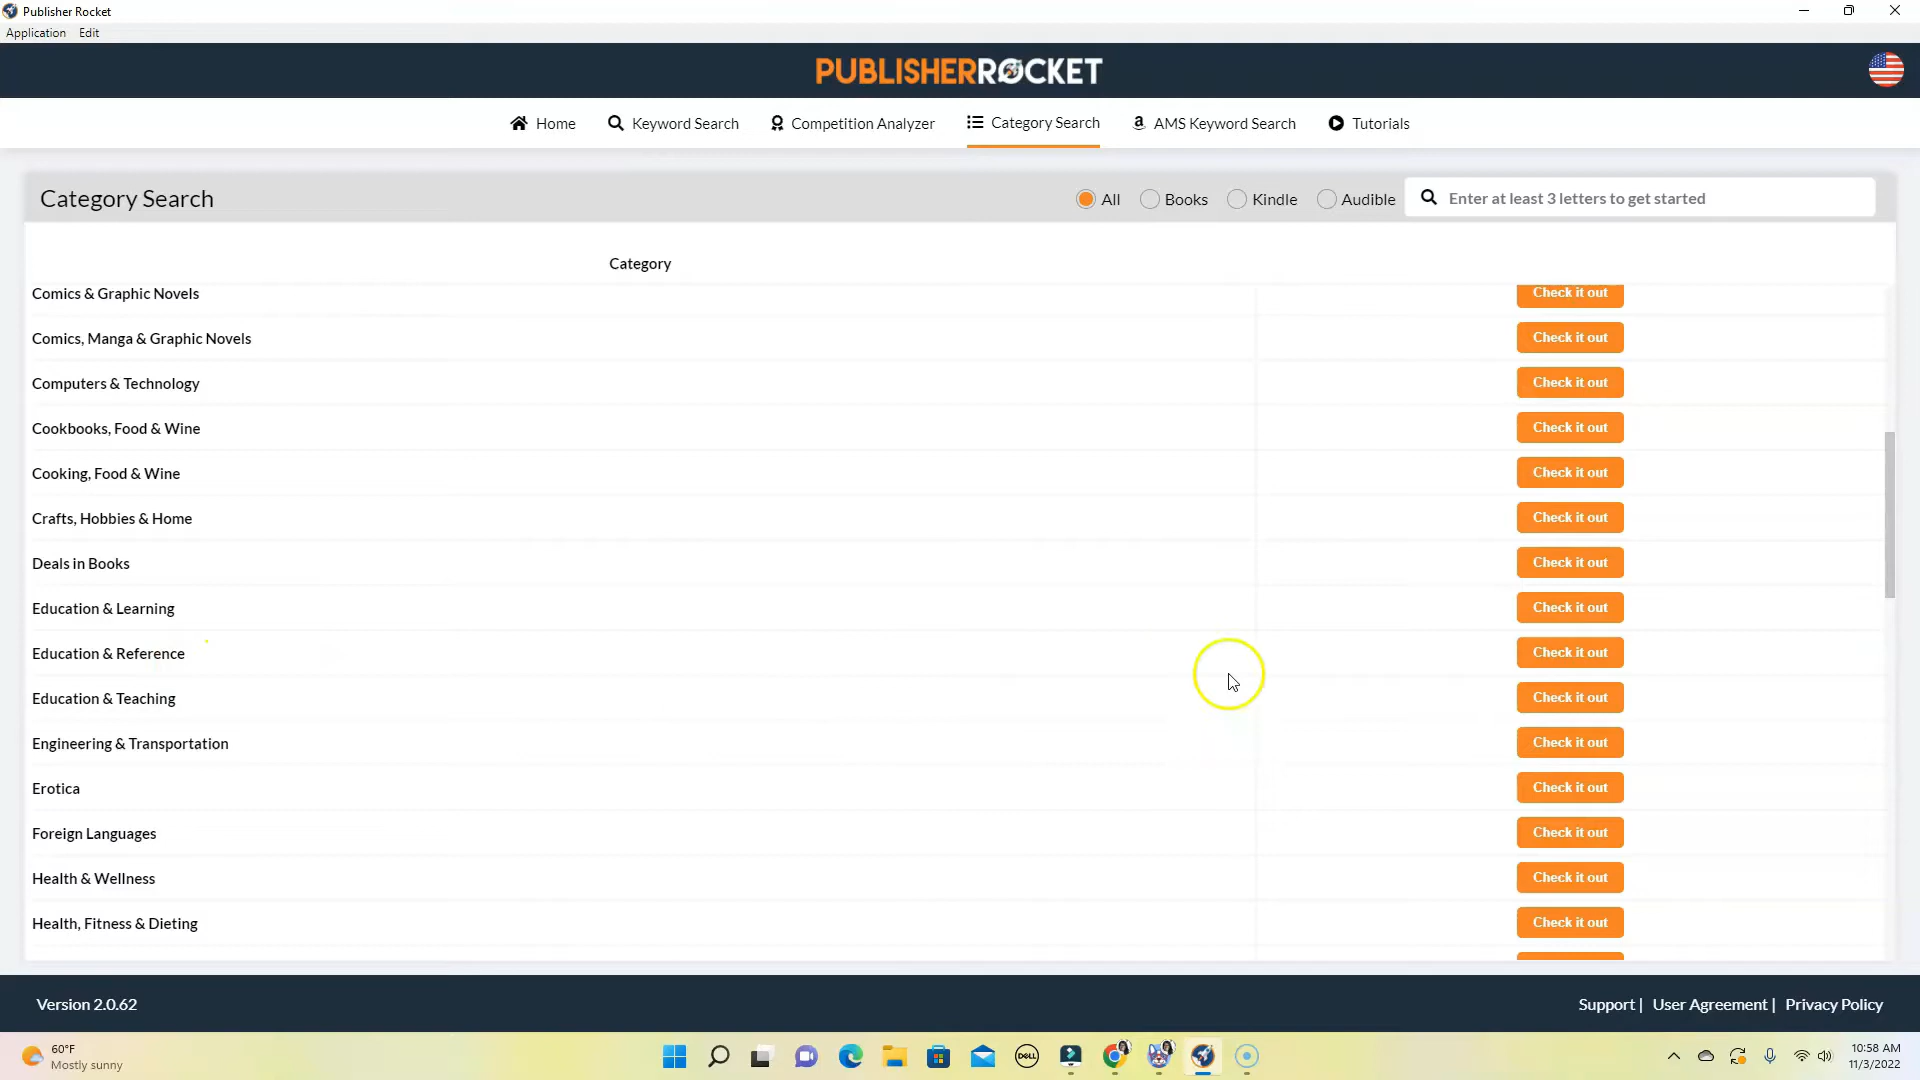 Publisher Rocket
Application Edit
PUBLISHERROCKET
Home Keyword Search Competition Analyzer Category Search AMS Keyword Search Tutorials
Category Search All Books Kindle Audible Enter at least 3 letters to get started
Category
Comics & Graphic Novels Check it out
Comics, Manga & Graphic Novels Check it out
Computers & Technology Check it out
Cookbooks, Food & Wine Check it out
Cooking, Food & Wine Check it out
Crafts, Hobbies & Home Check it out
Deals in Books Check it out
Education & Learning Check it out
Education & Reference Check it out
Education & Teaching Check it out
Engineering & Transportation Check it out
Erotica Check it out
Foreign Languages Check it out
Health & Wellness Check it out
Health, Fitness & Dieting Check it out
Version 2.0.62 Support | User Agreement | Privacy Policy
60°F
Mostly sunny
DELL
10:58 AM
11/3/2022